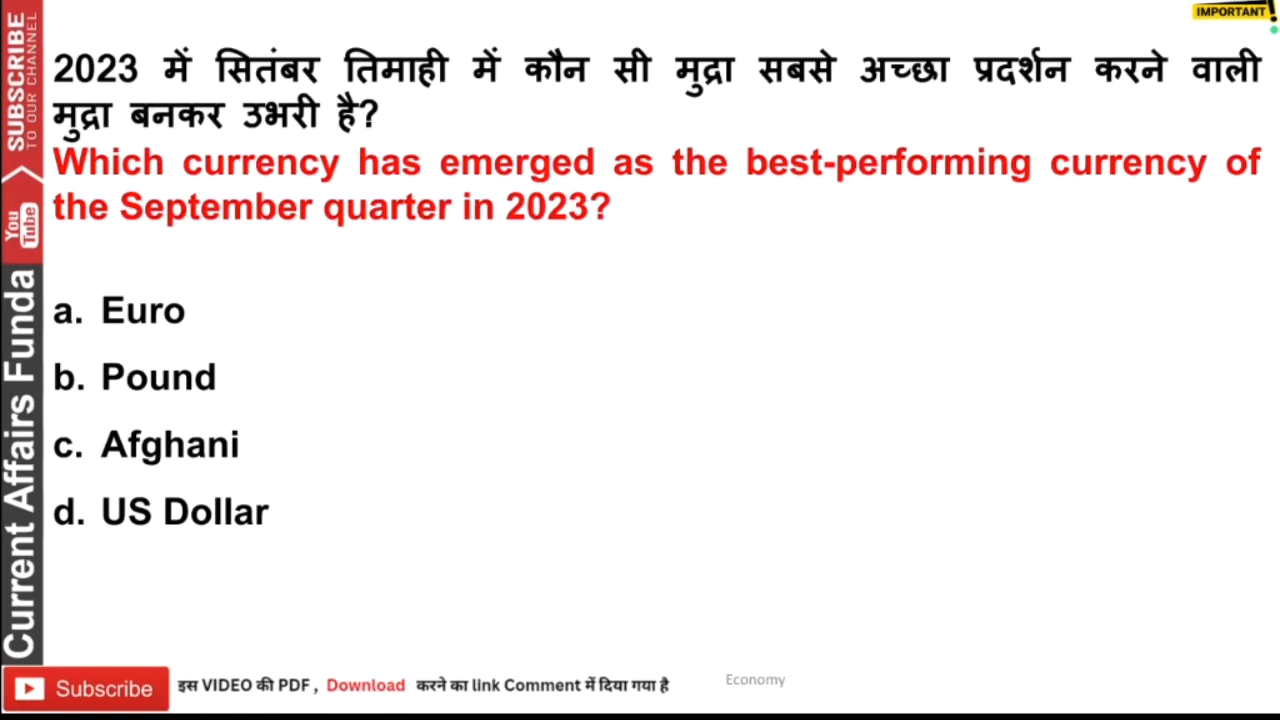 IMPORTANT!
2023 में सितंबर तिमाही में कौन सी मुद्रा सबसे अच्छा प्रदर्शन करने वाली
मुद्रा बनकर उभरी है?
Which currency has emerged as the best-performing currency of
the September quarter in 2023?
a. Euro
b. Pound
c. Afghani
d. US Dollar
SUBSCRIBE
TO OUR CHANNEL
You
Tube
Current Affairs Funda
Subscribe
इस VIDEO की PDF , Download करने का link Comment में दिया गया है
Economy